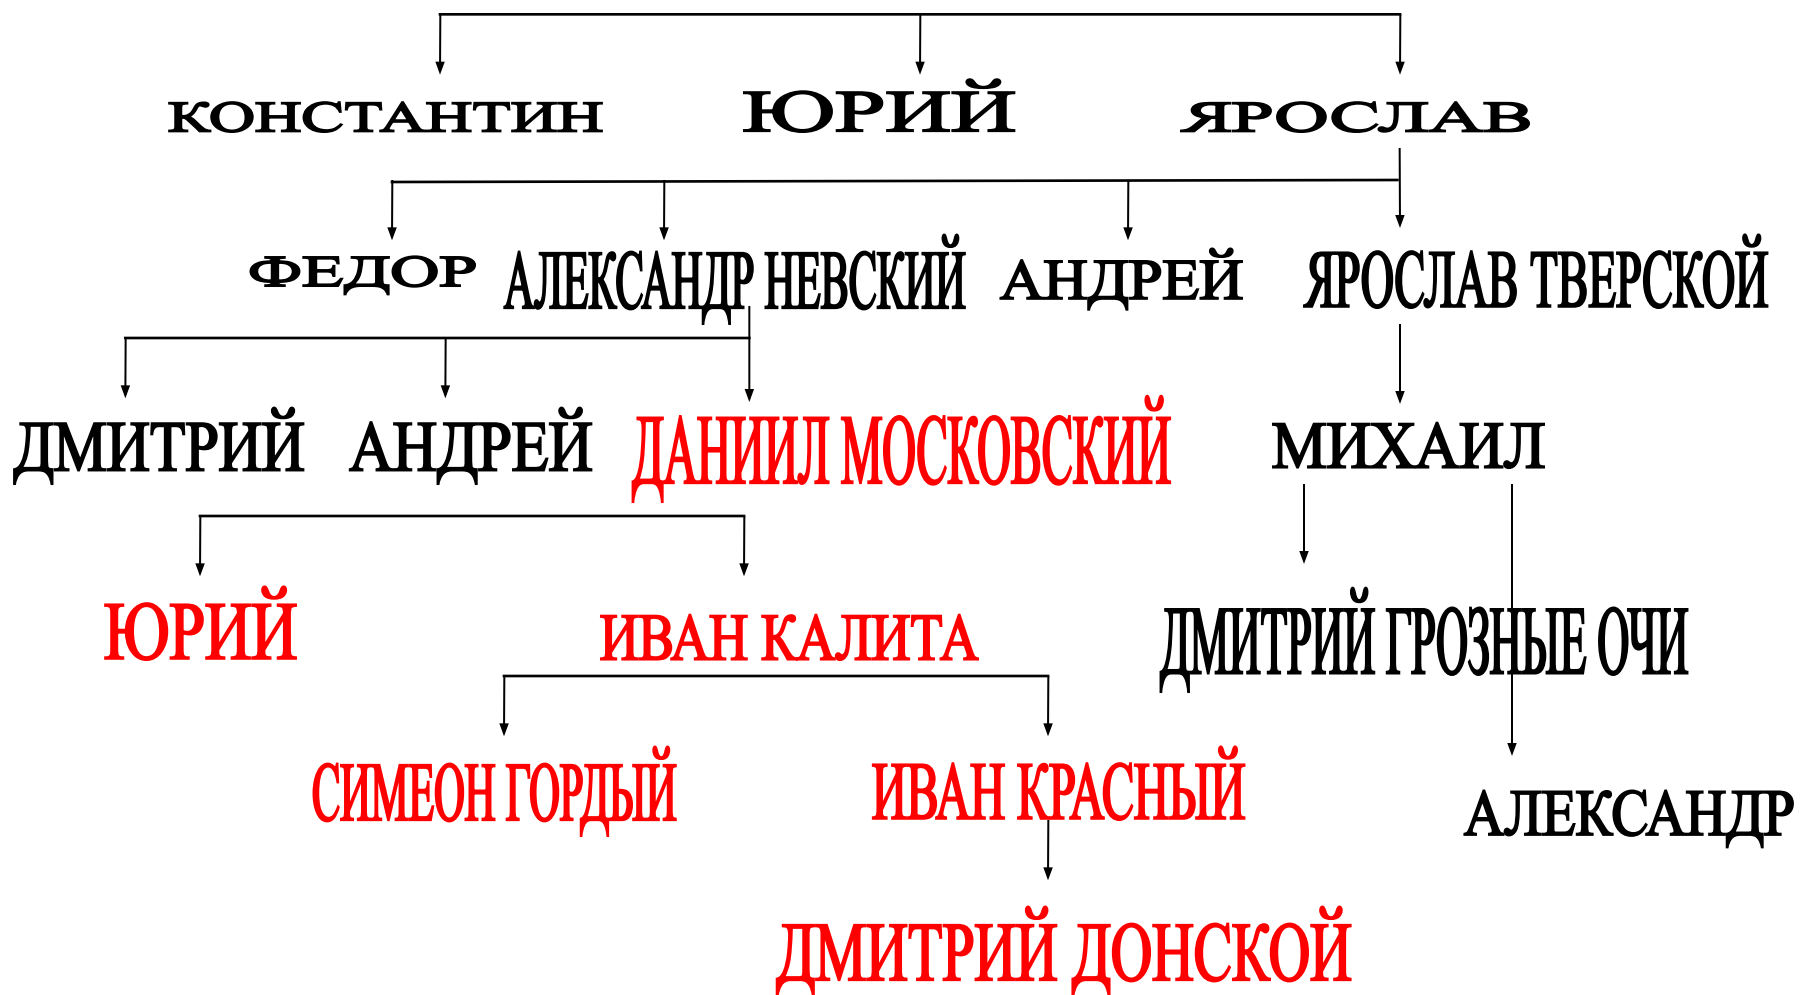 КОНСТАНТИН ЮРИЙ ЯРОСЛАВ
ФЕДОР АЛЕКСАНДР НЕВСКИЙ АНДРЕЙ ЯРОСЛАВ ТВЕРСКОЙ
ДМИТРИЙ АНДРЕЙ ДАНИИЛ МОСКОВСКИЙ МИХАИЛ
ЮРИЙ ИВАН КАЛИТА ДМИТРИЙ ГРОЗНЫЕ ОЧИ
СИМЕОН ГОРДЫЙ ИВАН КРАСНЫЙ АЛЕКСАНДР
ДМИТРИЙ ДОНСКОЙ